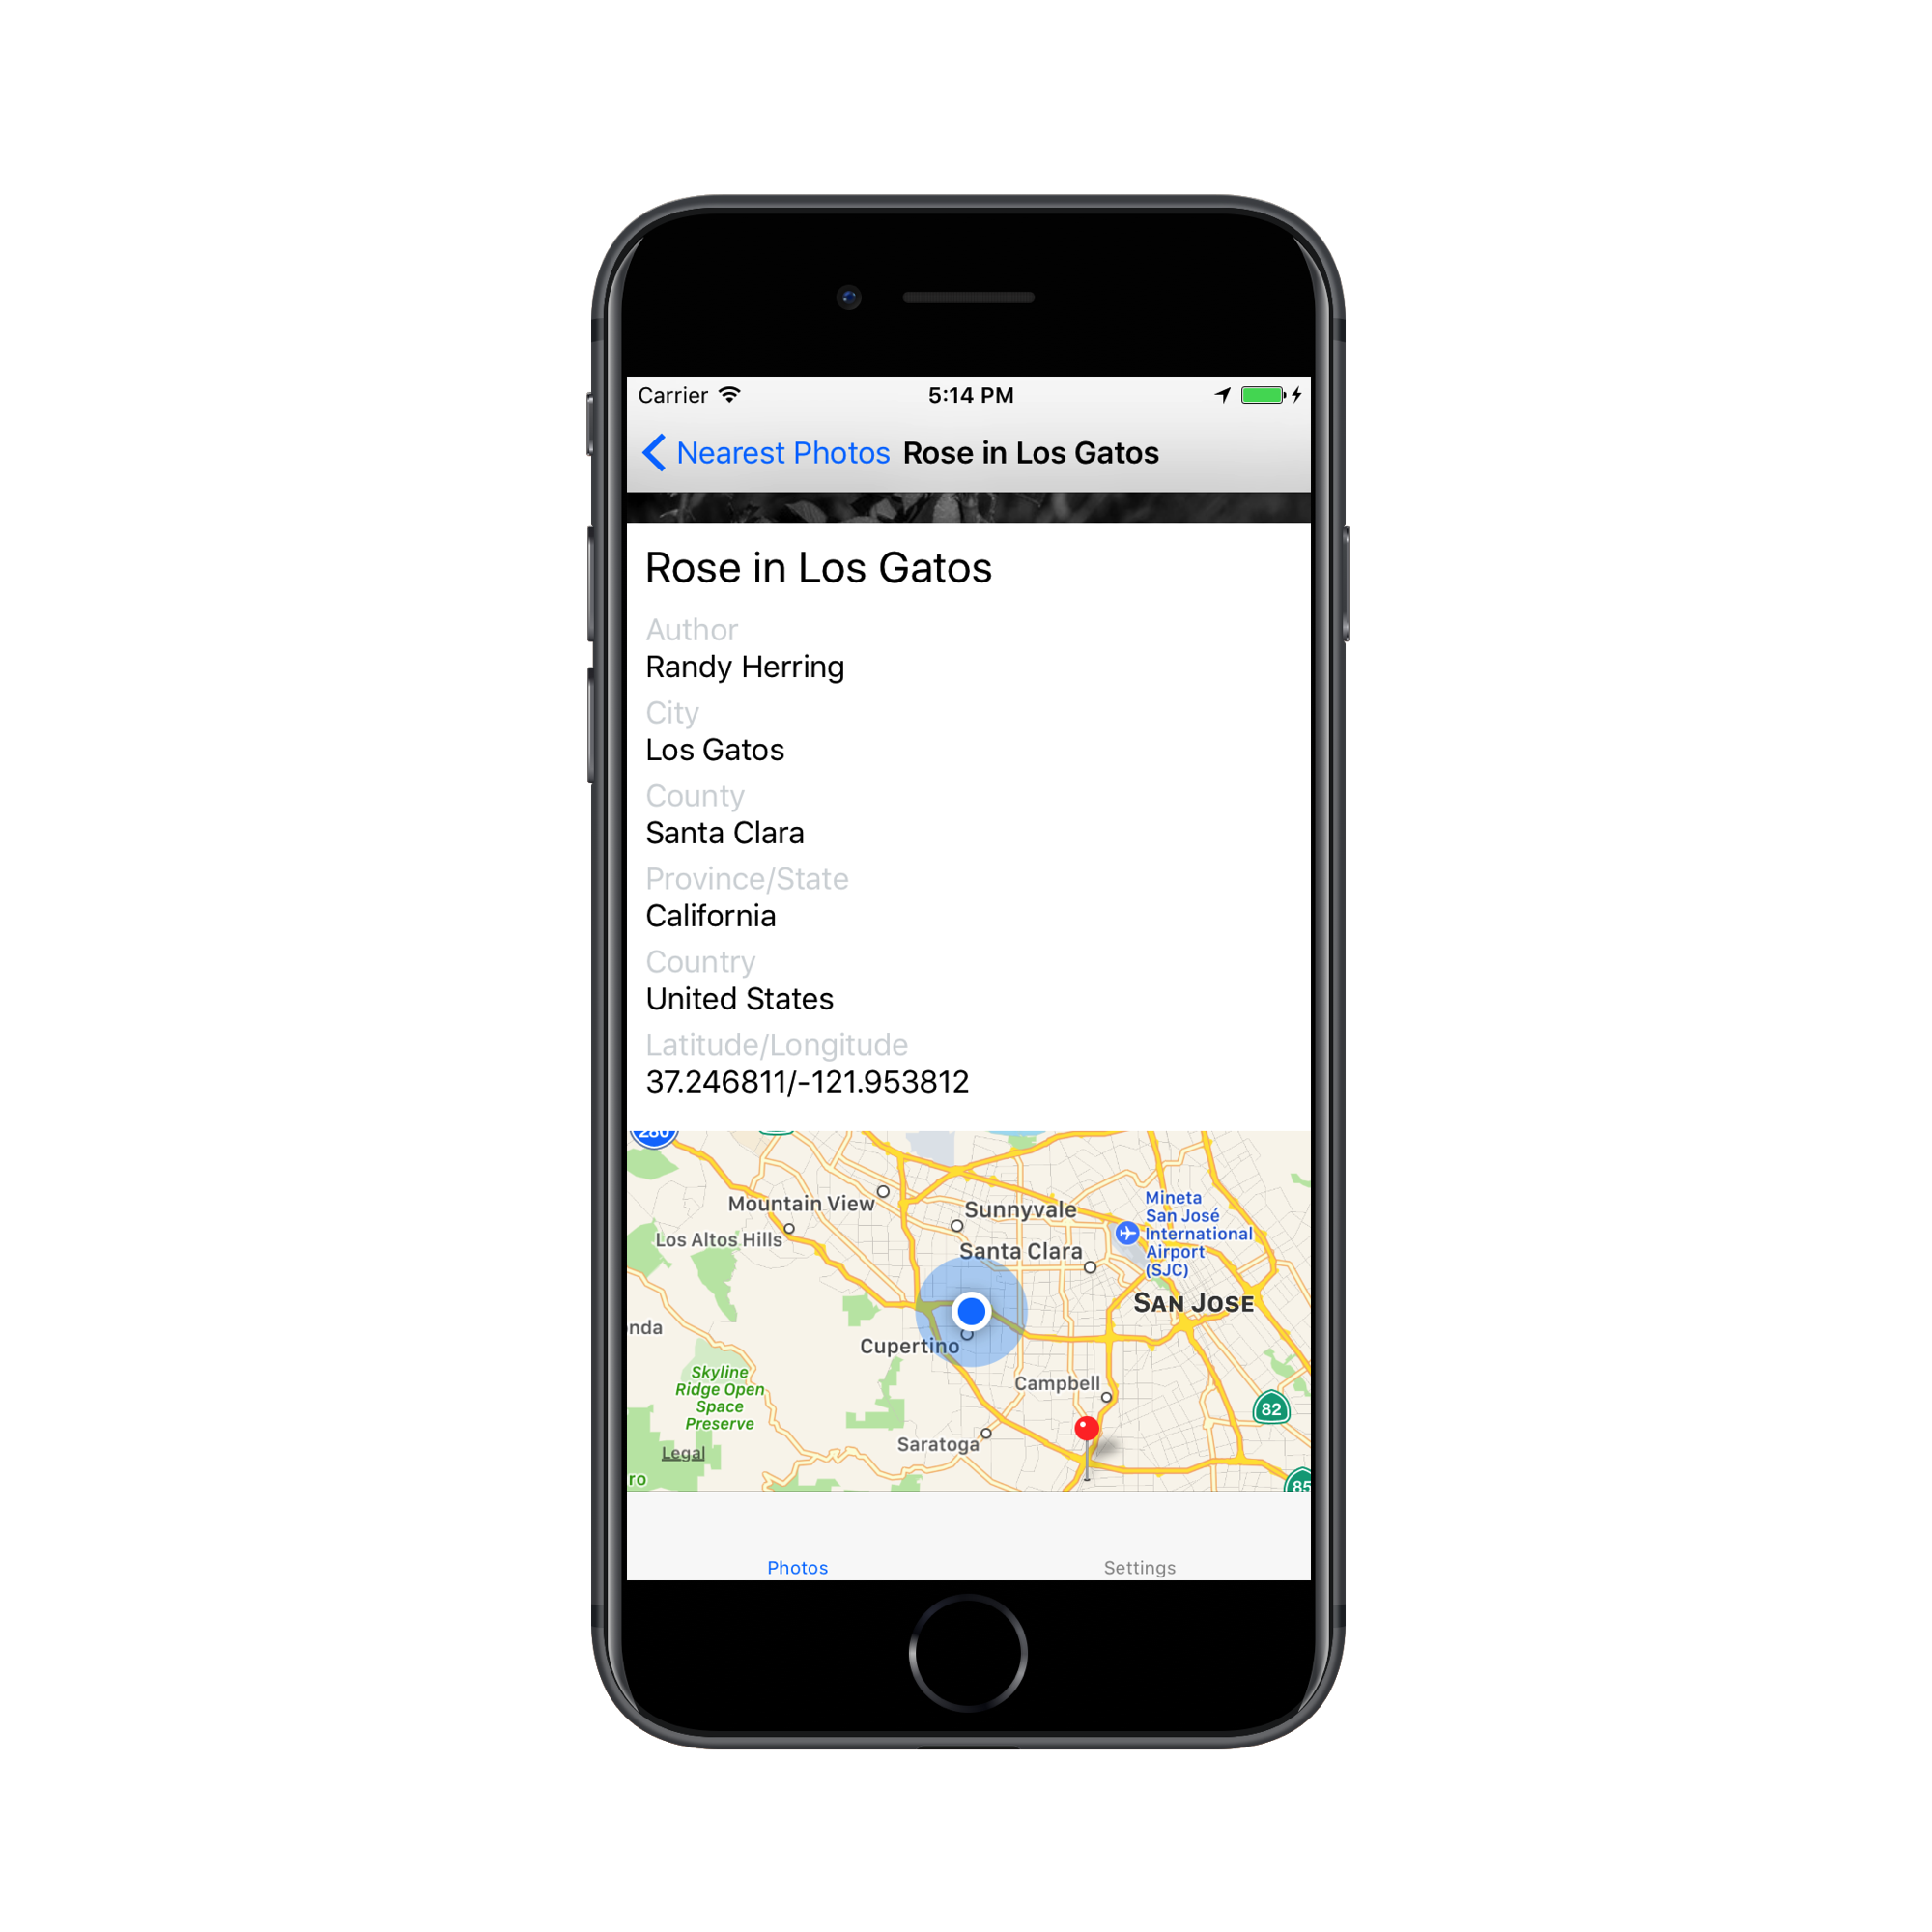 Carrier 5:14 PM
Nearest Photos Rose in Los Gatos
Rose in Los Gatos
Author
Randy Herring
City
Los Gatos
County
Santa Clara
Province/State
California
Country
United States
Latitude/Longitude
37.246811/-121.953812
280
Mountain View
Sunnyvale
Los Altos Hills
Santa Clara
Mineta
San José
International
Airport
(SJC)
SAN JOSE
nda
Cupertino
Skyline
Ridge Open
Space
Preserve
Campbell
82
Saratoga
Legal
ro
85
Photos Settings